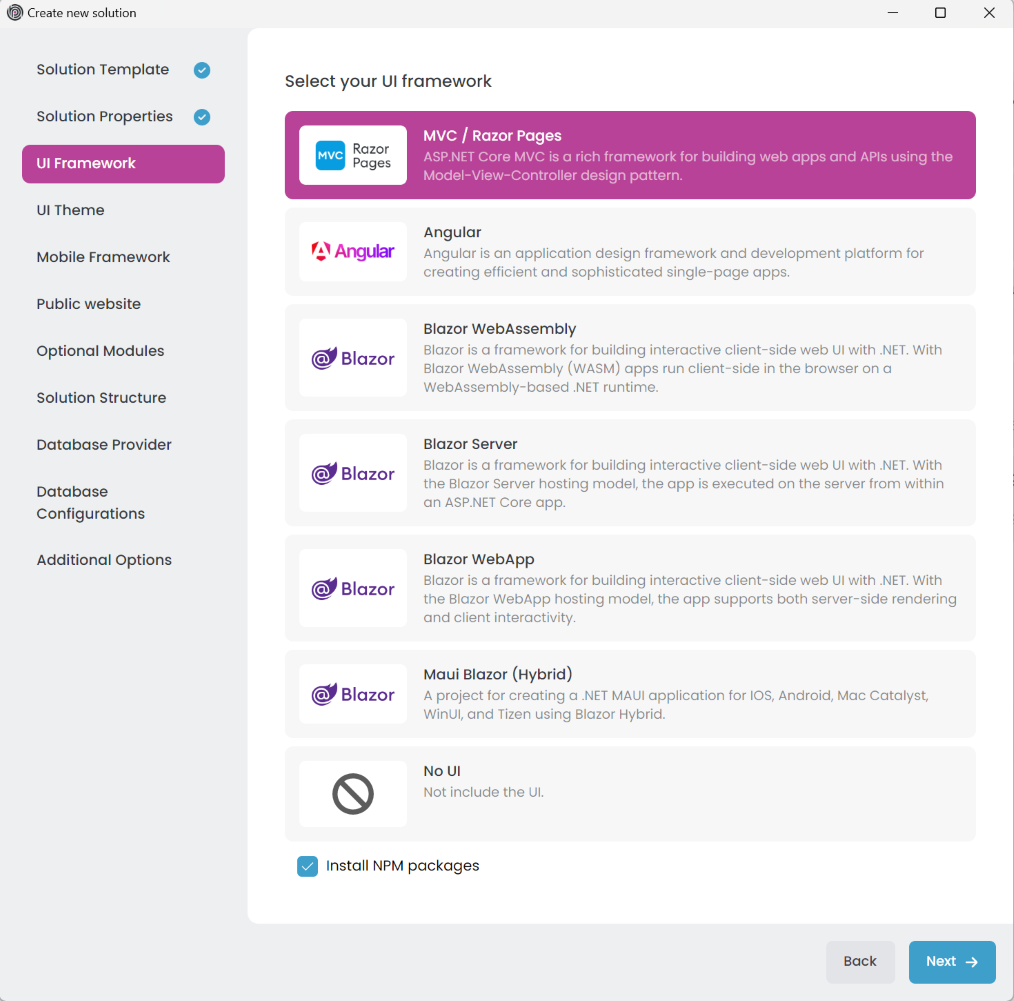 Create new solution
Solution Template
Solution Properties
UI Framework
UI Theme
Mobile Framework
Public website
Optional Modules
Solution Structure
Database Provider
Database
Configurations
Additional Options
Select your UI framework
MVC
Razor
Pages
MVC / Razor Pages
ASP.NET Core MVC is a rich framework for building web apps and APIs using the
Model-View-Controller design pattern.
Angular
Angular
Angular is an application design framework and development platform for
creating efficient and sophisticated single-page apps.
Blazor
Blazor WebAssembly
Blazor is a framework for building interactive client-side web UI with .NET. With
Blazor WebAssembly (WASM) apps run client-side in the browser on a
WebAssembly-based .NET runtime.
Blazor
Blazor Server
Blazor is a framework for building interactive client-side web UI with .NET. With
the Blazor Server hosting model, the app is executed on the server from within
an ASP.NET Core app.
Blazor
Blazor WebApp
Blazor is a framework for building interactive client-side web UI with .NET. With
the Blazor WebApp hosting model, the app supports both server-side rendering
and client interactivity.
Blazor
Maui Blazor (Hybrid)
A project for creating a .NET MAUI application for IOS, Android, Mac Catalyst,
WinUI, and Tizen using Blazor Hybrid.
No UI
Not include the UI.
Install NPM packages
Back
Next →